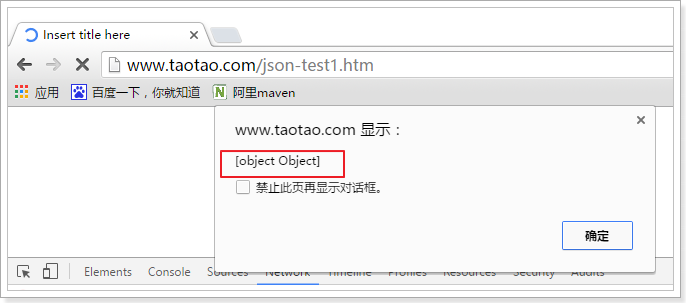 Insert title here
www.taotao.com/json-test1.htm
应用 百度一下，你就知道 阿里maven
www.taotao.com 显示：
[object Object]
禁止此页再显示对话框。
确定
Elements Console Sources Network Timeline Profiles Resources Security Audits